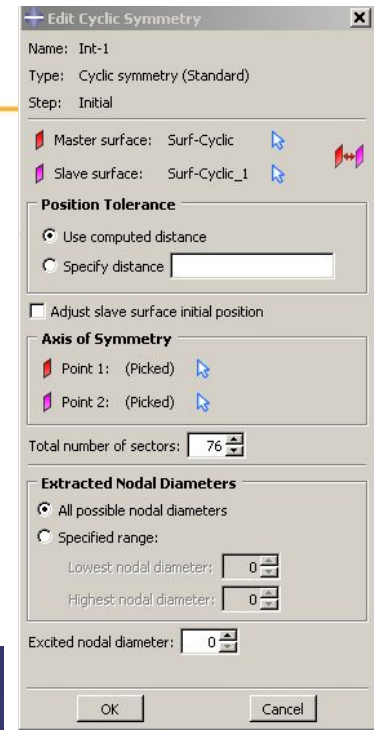 Edit Cyclic Symmetry
Name: Int-1
Type: Cyclic symmetry (Standard)
Step: Initial
Master surface: Surf-Cyclic
Slave surface: Surf-Cyclic_1
Position Tolerance
Use computed distance
Specify distance
Adjust slave surface initial position
Axis of Symmetry
Point 1: (Picked)
Point 2: (Picked)
Total number of sectors: 76
Extracted Nodal Diameters
All possible nodal diameters
Specified range:
Lowest nodal diameter: 0
Highest nodal diameter: 0
Excited nodal diameter: 0
OK Cancel